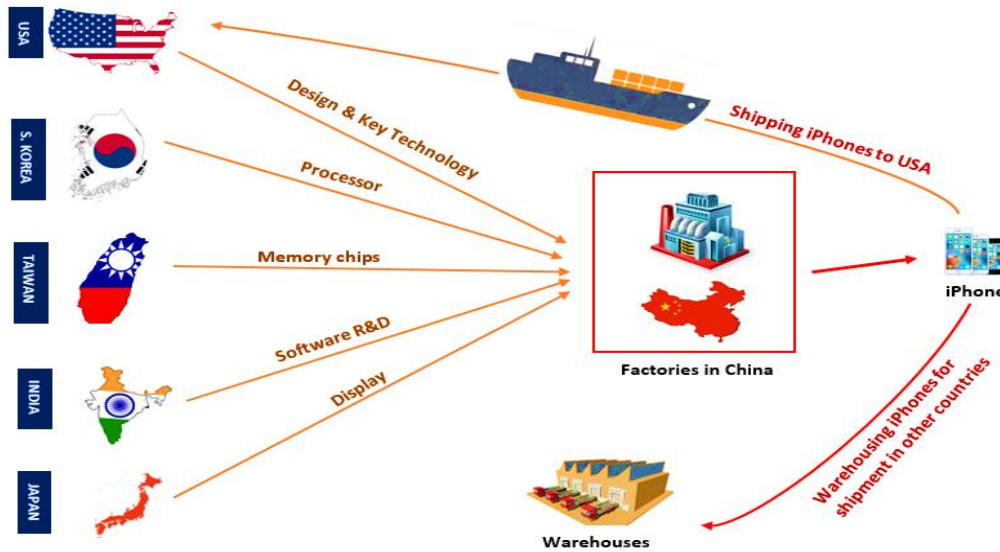 USA
Design & Key Technology
Shipping iPhones to USA
S. KOREA
Processor
TAIWAN
Memory chips
iPhone
Software R&D
Factories in China
INDIA
Display
Warehousing iPhones for
shipment in other countries
JAPAN
Warehouses